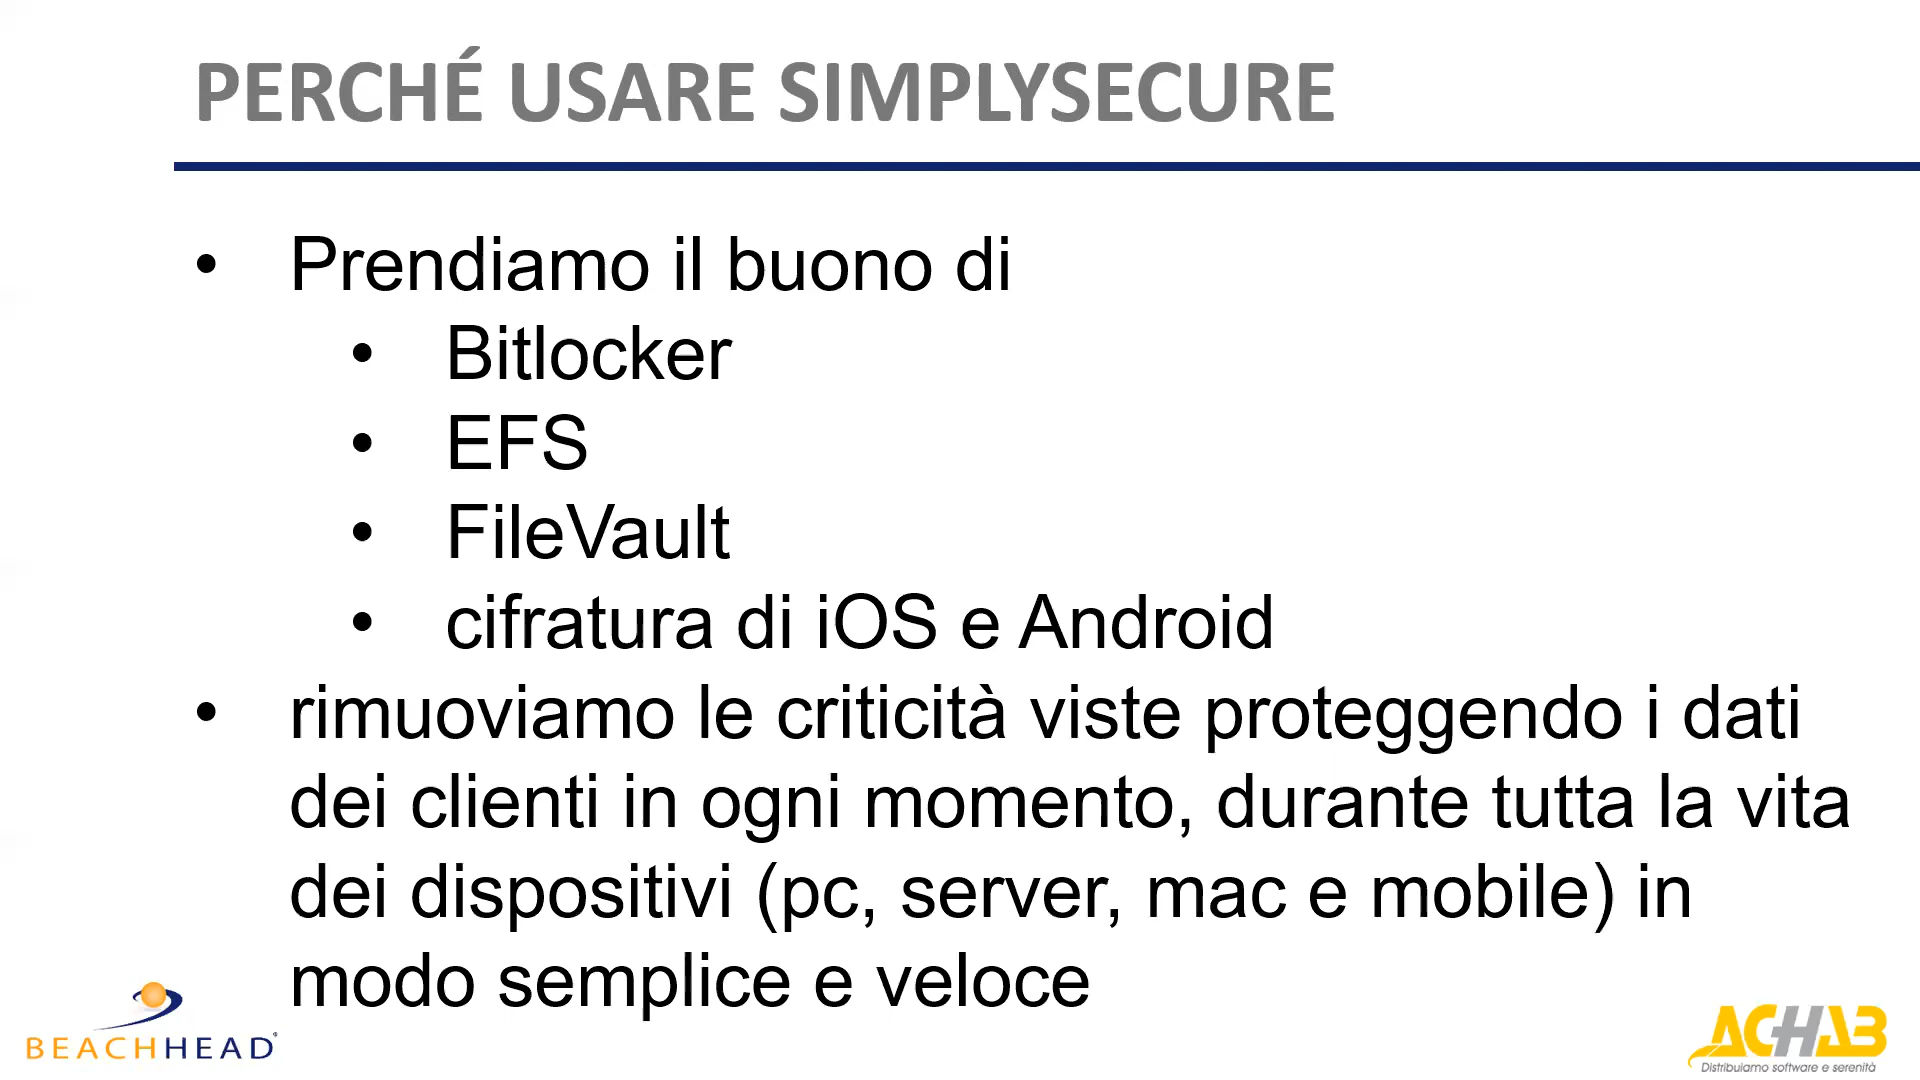 PERCHÉ USARE SIMPLYSECURE
• Prendiamo il buono di
• Bitlocker
• EFS
• FileVault
• cifratura di iOS e Android
• rimuoviamo le criticità viste proteggendo i dati
dei clienti in ogni momento, durante tutta la vita
dei dispositivi (pc, server, mac e mobile) in
modo semplice e veloce
BEACHHEAD®
ACHAB
Distribuiamo software e serenità